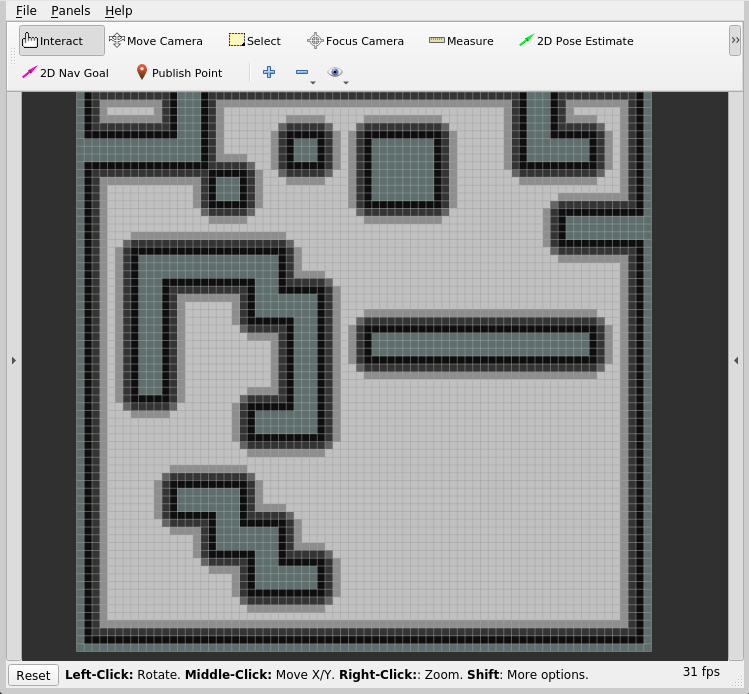 File Panels Help
Interact Move Camera Select Focus Camera Measure 2D Pose Estimate »
2D Nav Goal Publish Point
Reset Left-Click: Rotate. Middle-Click: Move X/Y. Right-Click:: Zoom. Shift: More options. 31 fps